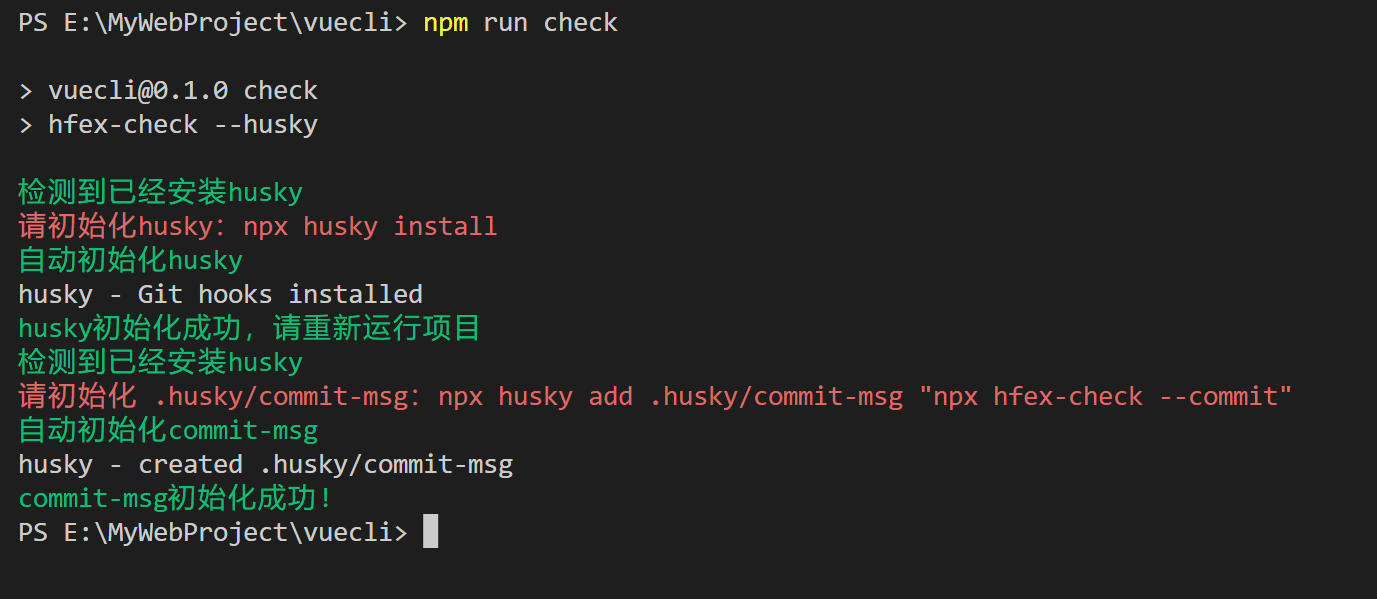 PS E:\MyWebProject\vuecli> npm run check
> vuecli@0.1.0 check
> hfex-check --husky
检测到已经安装husky
请初始化husky: npx husky install
自动初始化husky
husky - Git hooks installed
husky初始化成功, 请重新运行项目
检测到已经安装husky
请初始化 .husky/commit-msg: npx husky add .husky/commit-msg "npx hfex-check --commit"
自动初始化commit-msg
husky - created .husky/commit-msg
commit-msg初始化成功!
PS E:\MyWebProject\vuecli>